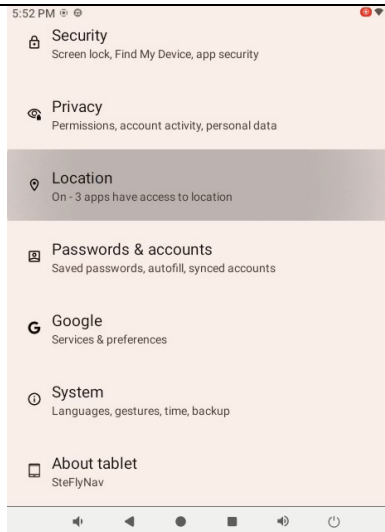 5:52 PM
Security
Screen lock, Find My Device, app security
Privacy
Permissions, account activity, personal data
Location
On - 3 apps have access to location
Passwords & accounts
Saved passwords, autofill, synced accounts
Google
Services & preferences
System
Languages, gestures, time, backup
About tablet
SteFlyNav